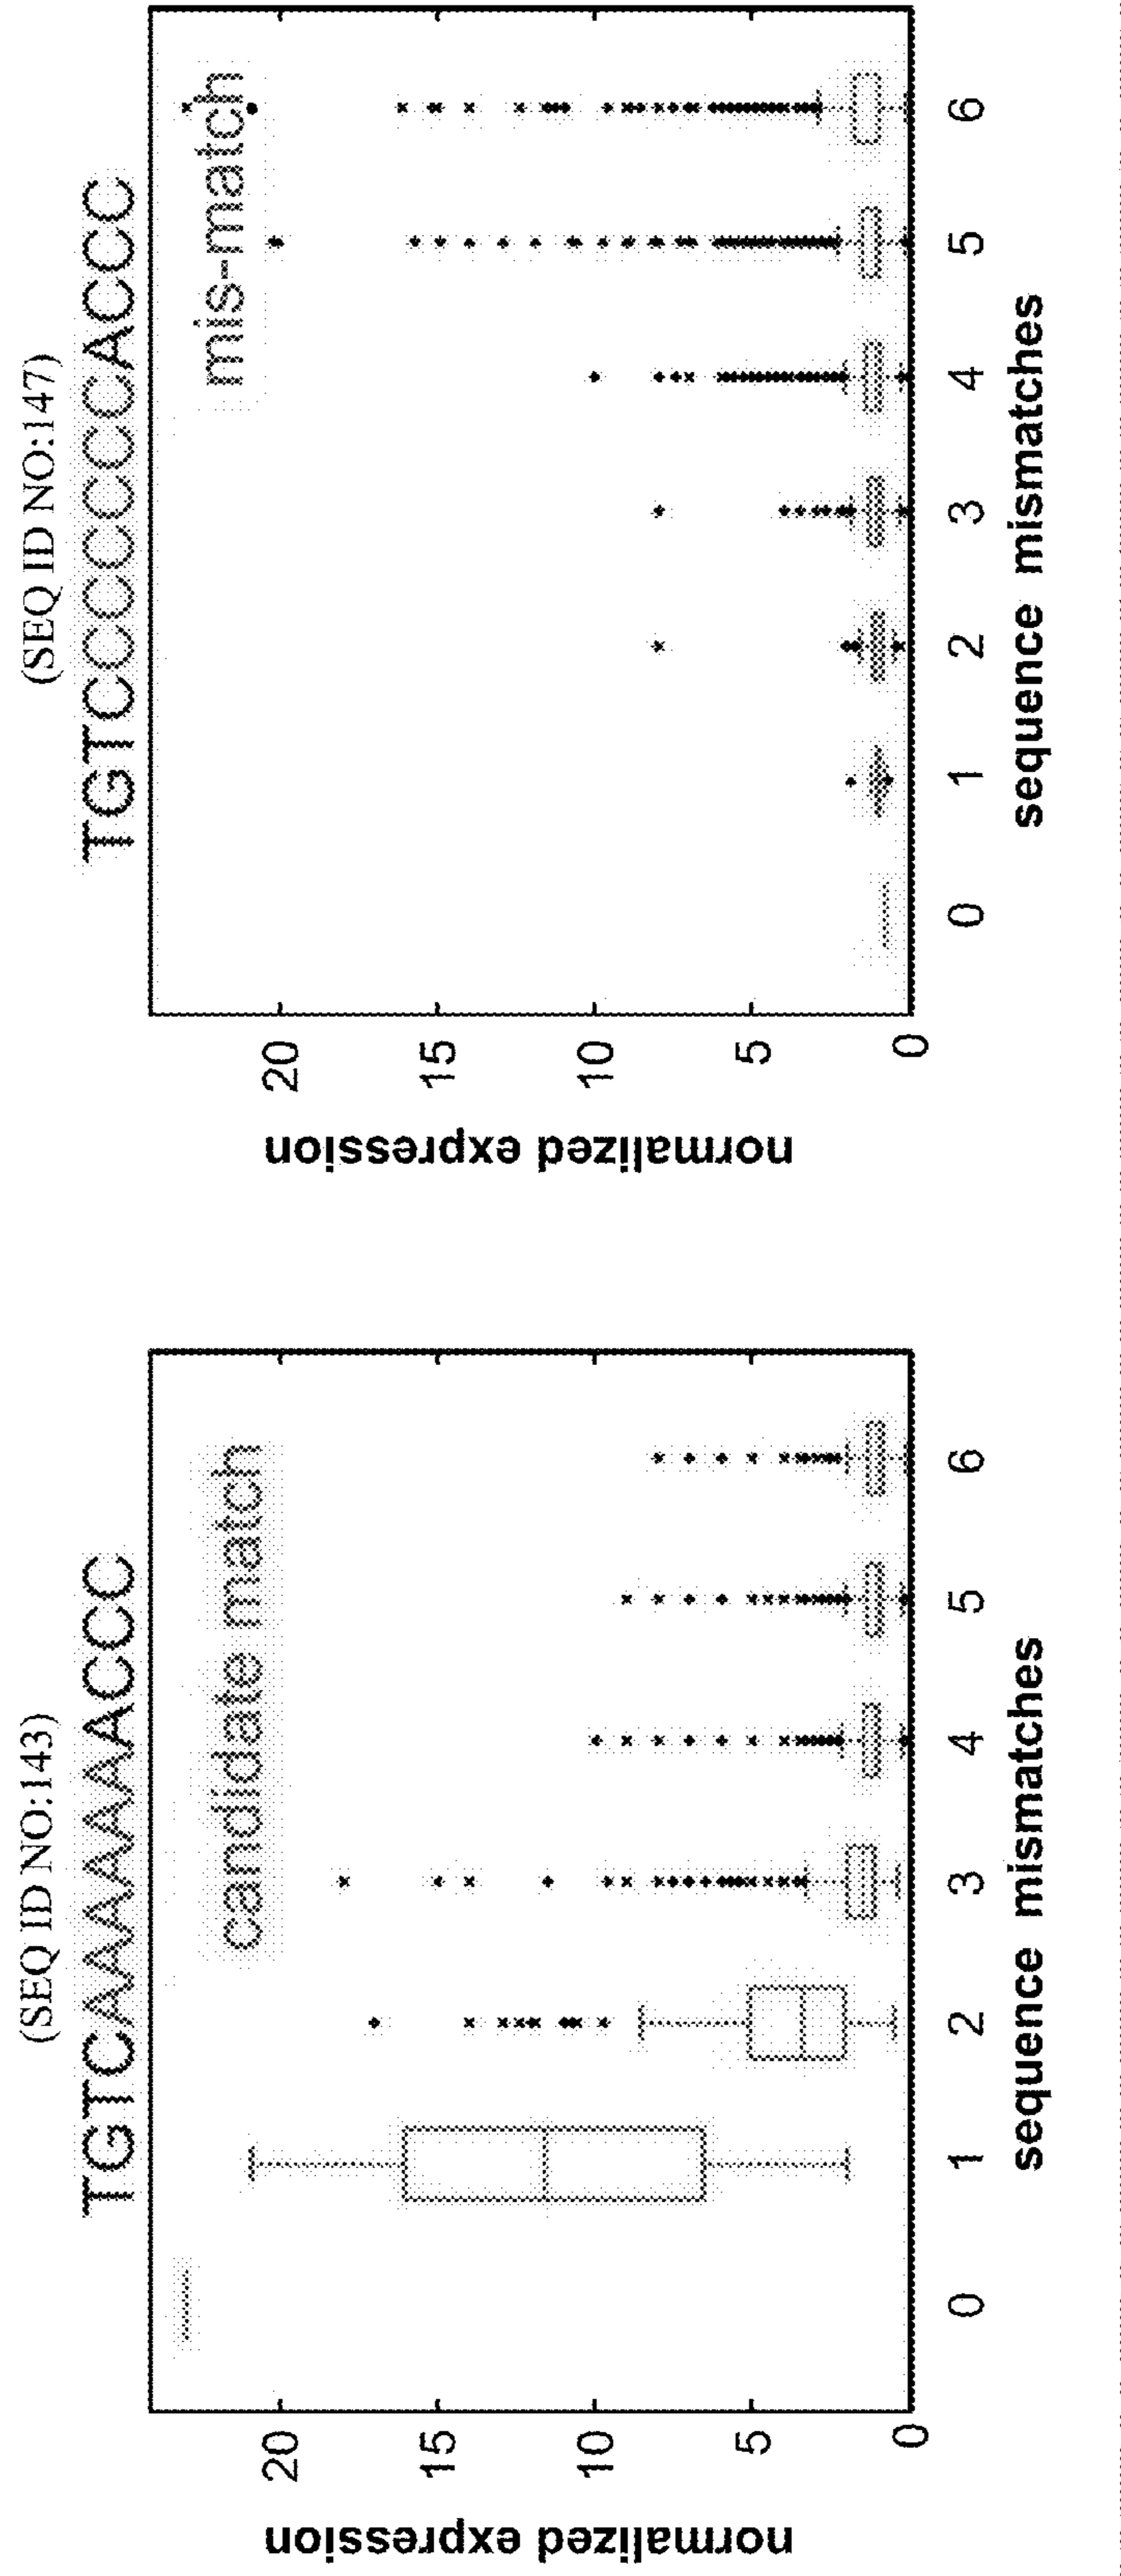 (SEQ ID NO:143)
TGTCAAAAAAACCC
candidate match
normalized expression
20
15
10
5
0
0 1 2 3 4 5 6
sequence mismatches
(SEQ ID NO:147)
TGTCCCCCCCACCC
mis-match
normalized expression
20
15
10
5
0
0 1 2 3 4 5 6
sequence mismatches